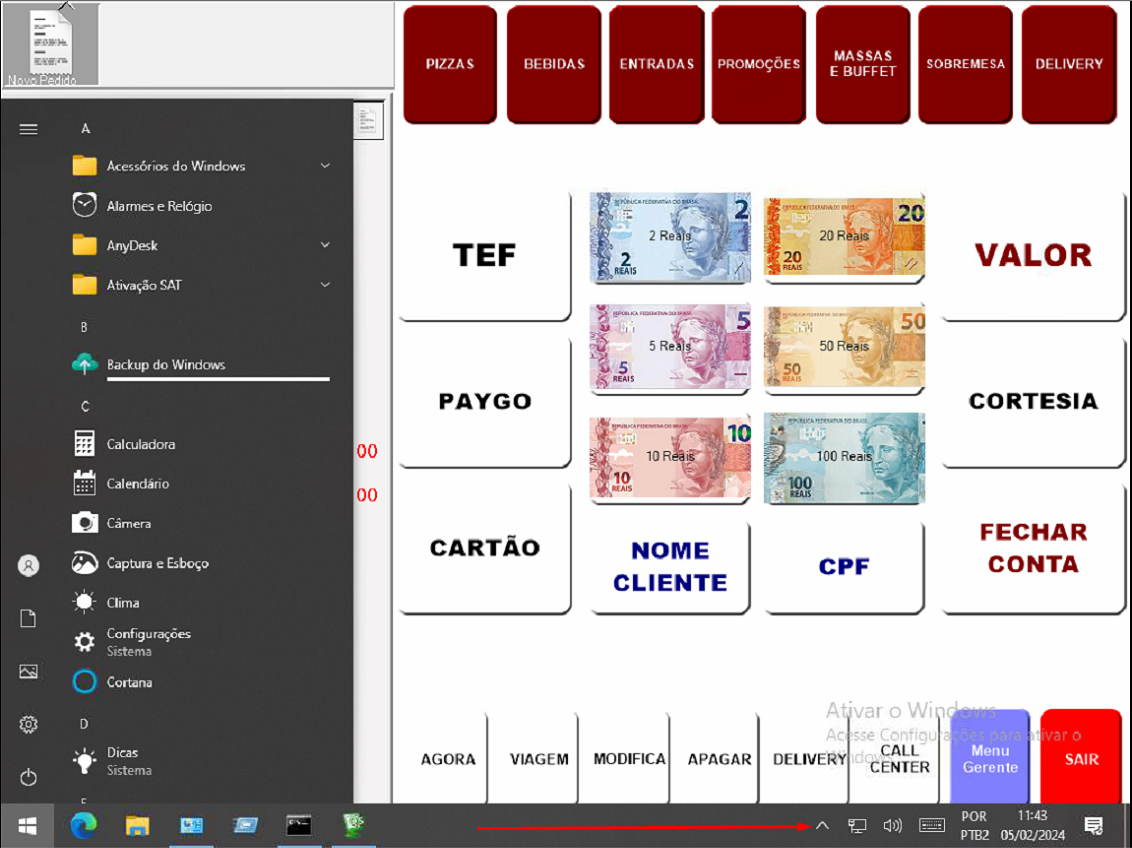 Novo Pedido
PIZZAS
BEBIDAS
ENTRADAS
PROMOÇÕES
MASSAS
E BUFFET
SOBREMESA
DELIVERY
A
Acessórios do Windows
Alarmes e Relógio
AnyDesk
Ativação SAT
B
Backup do Windows
C
Calculadora
Calendário
Câmera
Captura e Esboço
Clima
Configurações
Sistema
Cortana
D
Dicas
Sistema
00
00
TEF
PAYGO
CARTÃO
REPÚBLICA FEDERATIVA DO BRASIL
2
2 Reais
2
REAIS
REPÚBLICA FEDERATIVA DO BRASIL
20
20 Reais
20
REAIS
REPÚBLICA FEDERATIVA DO BRASIL
5
5 Reais
5
REAIS
REPÚBLICA FEDERATIVA DO BRASIL
50
50 Reais
50
REAIS
REPÚBLICA FEDERATIVA DO BRASIL
10
10 Reais
10
REAIS
REPÚBLICA FEDERATIVA DO BRASIL
100 Reais
100
REAIS
NOME
CLIENTE
CPF
VALOR
CORTESIA
FECHAR
CONTA
Ativar o Windows
Acesse Configurações para ativar o
Windows.
AGORA
VIAGEM
MODIFICA
APAGAR
DELIVERY
CALL
CENTER
Menu
Gerente
SAIR
POR
PTB2
11:43
05/02/2024